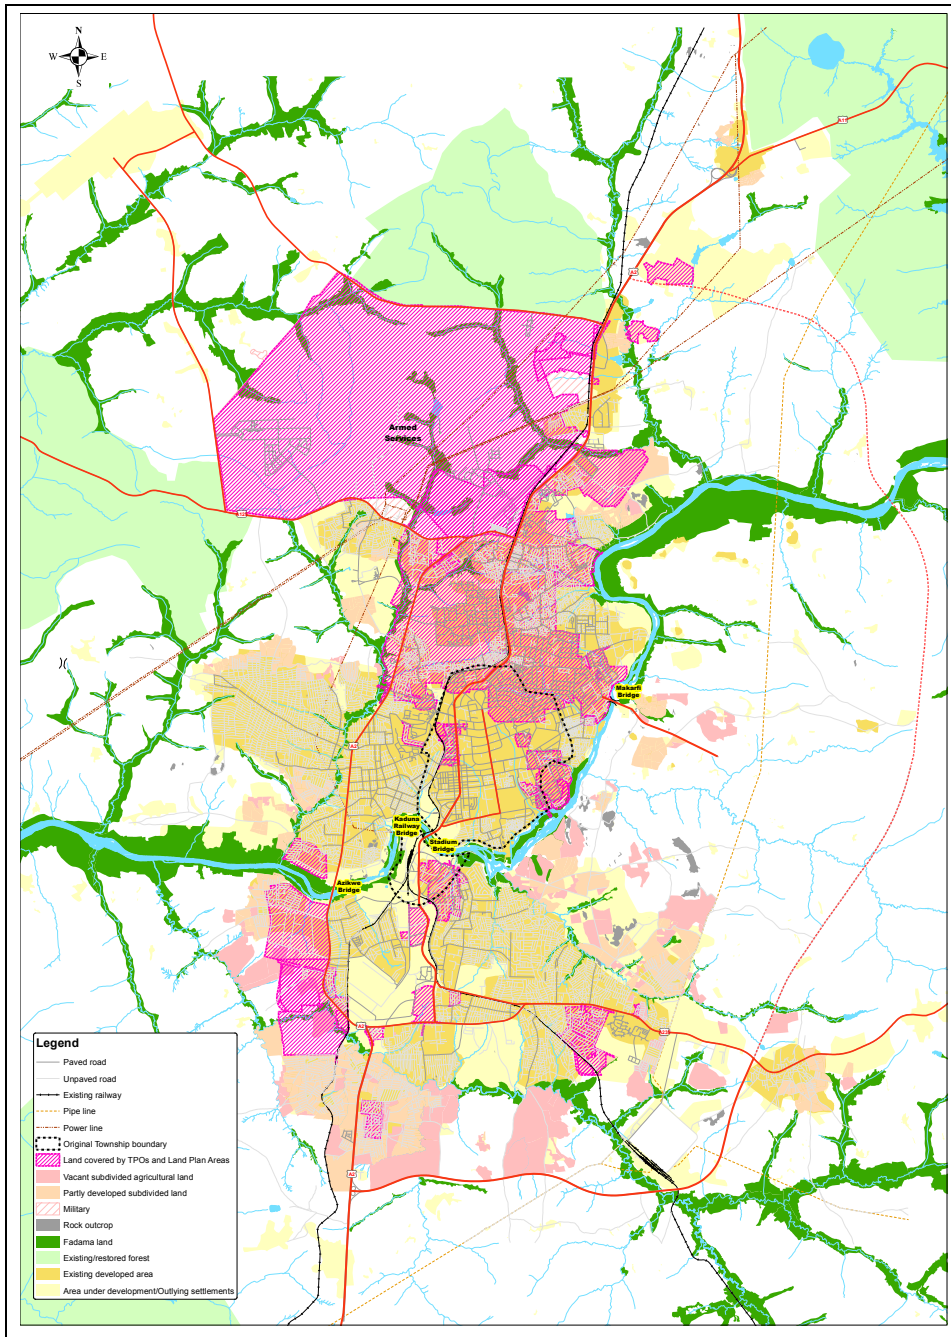 N
W E
S
A11
A2
Armed
Services
Makarfi
Bridge
A2
Kaduna
Railway
Bridge
Stadium
Bridge
Azikwe
Bridge
A2
A235
A2
Legend
Paved road
Unpaved road
Existing railway
Pipe line
Power line
Original Township boundary
Land covered by TPOs and Land Plan Areas
Vacant subdivided agricultural land
Partly developed subdivided land
Military
Rock outcrop
Fadama land
Existing/restored forest
Existing developed area
Area under development/Outlying settlements